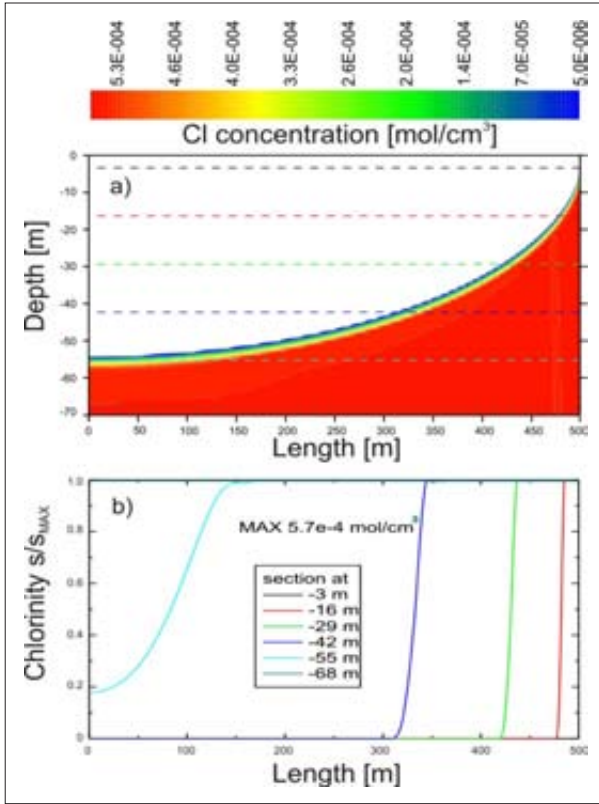 5.3E-004 4.6E-004 4.0E-004 3.3E-004 2.6E-004 2.0E-004 1.4E-004 7.0E-005 5.0E-006
Cl concentration [mol/cm³]
a)
Depth [m]
0
-10
-20
-30
-40
-50
-60
-70
0 50 100 150 200 250 300 350 400 450 500
Length [m]
b)
Chlorinity s/sMAX
1.0
0.8
0.6
0.4
0.2
0
MAX 5.7e-4 mol/cm³
section at
-3 m
-16 m
-29 m
-42 m
-55 m
-68 m
0 100 200 300 400 500
Length [m]